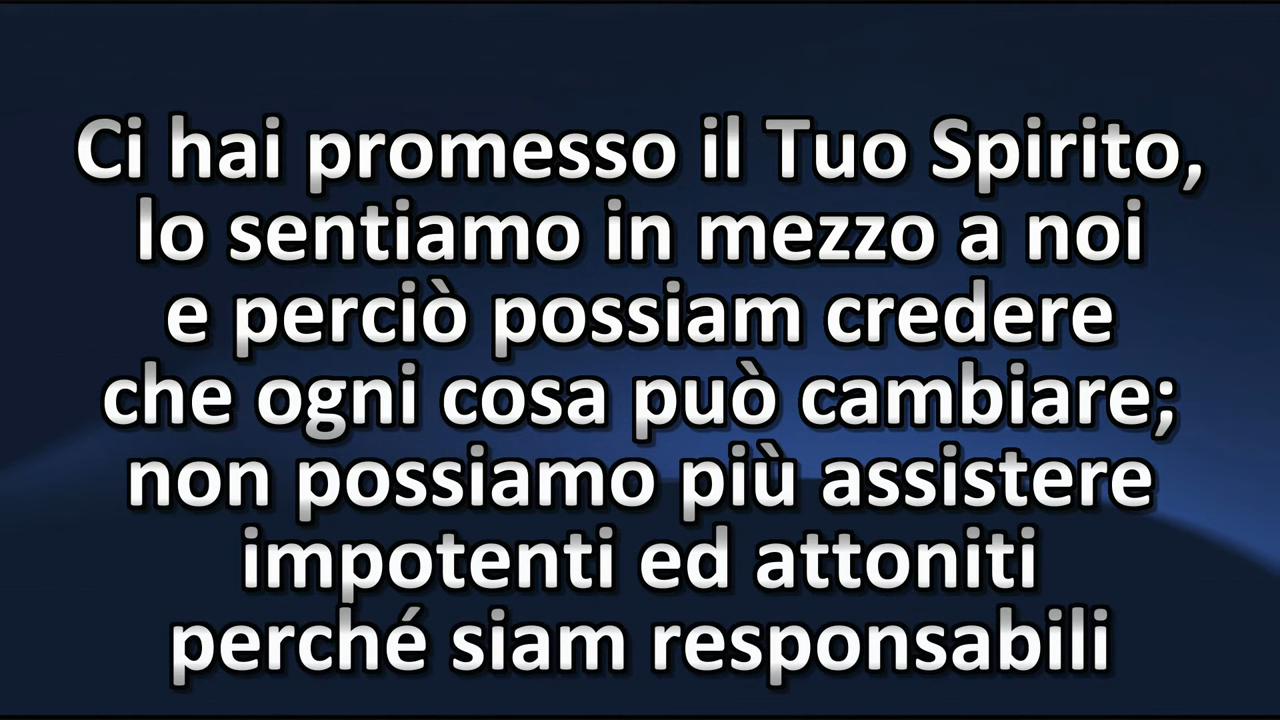 Ci hai promesso il Tuo Spirito,
lo sentiamo in mezzo a noi
e perciò possiam credere
che ogni cosa può cambiare;
non possiamo più assistere
impotenti ed attoniti
perché siam responsabili